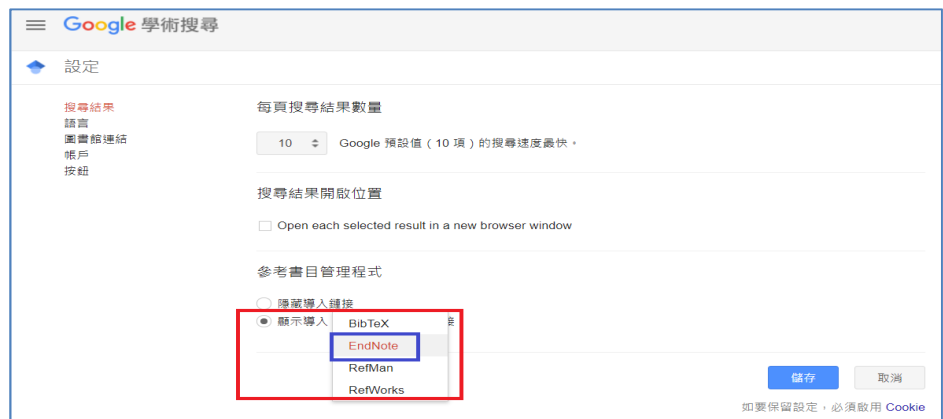 Google 學術搜尋
設定
搜尋結果
語言
圖書館連結
帳戶
按鈕
每頁搜尋結果數量
10 Google 預設值（10 項）的搜尋速度最快。
搜尋結果開啟位置
Open each selected result in a new browser window
參考書目管理程式
隱藏導入鏈接
顯示導入
BibTeX
EndNote
RefMan
RefWorks
儲存 取消
如要保留設定，必須啟用 Cookie